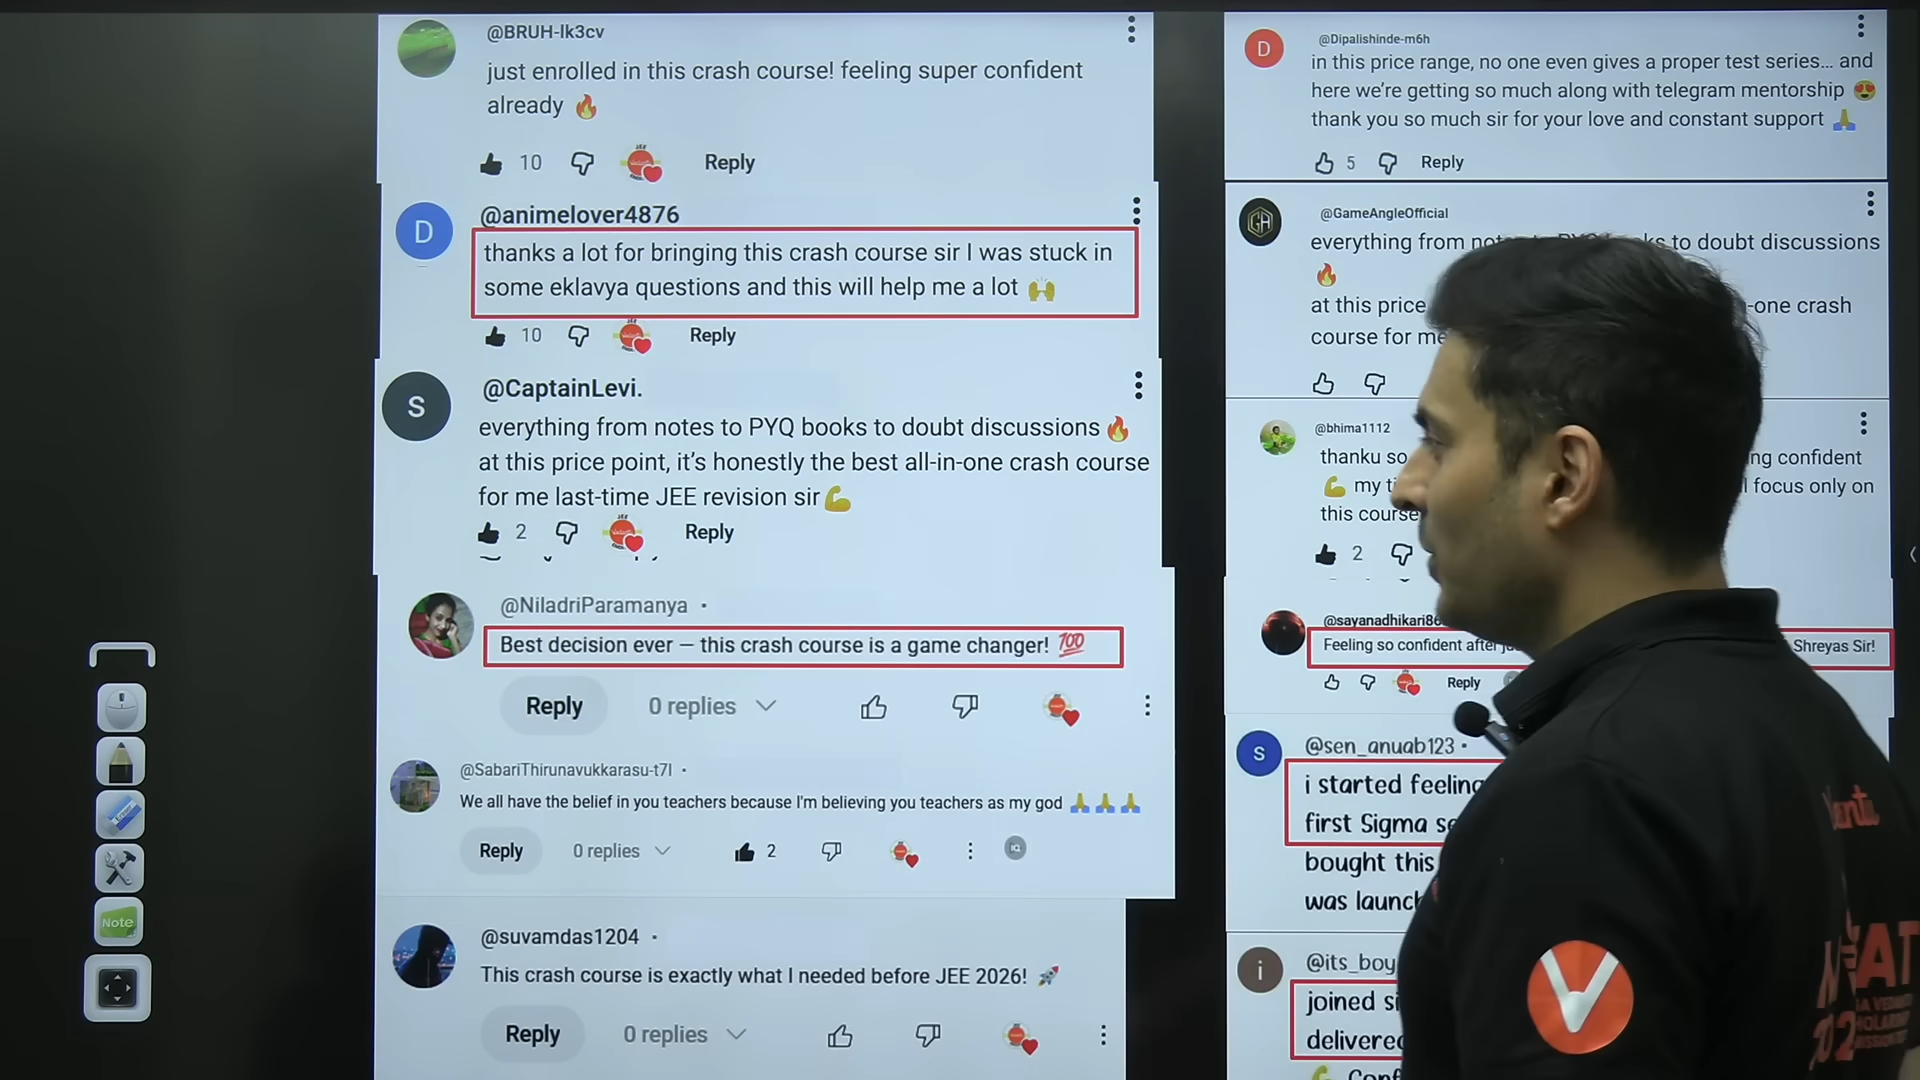 @BRUH-lk3cv
just enrolled in this crash course! feeling super confident
already 🔥
10
Reply
@animelover4876
D
thanks a lot for bringing this crash course sir I was stuck in
some eklavya questions and this will help me a lot 🙌
10
Reply
@CaptainLevi.
S
everything from notes to PYQ books to doubt discussions 🔥
at this price point, it's honestly the best all-in-one crash course
for me last-time JEE revision sir 💪
2
Reply
@NiladriParamanya ·
Best decision ever – this crash course is a game changer! 💯
Reply 0 replies
@SabariThirunavukkarasu-t7l ·
We all have the belief in you teachers because I'm believing you teachers as my god 🙏🙏🙏
Reply 0 replies 2
@suvamdas1204 ·
This crash course is exactly what I needed before JEE 2026! 🚀
Reply 0 replies
@Dipalishinde-m6h
D
in this price range, no one even gives a proper test series... and
here we're getting so much along with telegram mentorship 😍
thank you so much sir for your love and constant support 🙏
5
Reply
@GameAngleOfficial
GA
everything from to doubt discussions
🔥
at this price crash
course for me
@bhima1112
thanku so confident
💪 my focus only on
this course
2
Reply
Feeling so confident after Shreyas Sir!
S
@sen_anuab123 ·
i started feeling
first Sigma
bought this
was
i
@its_boy
joined
delivered
💪
Note
V